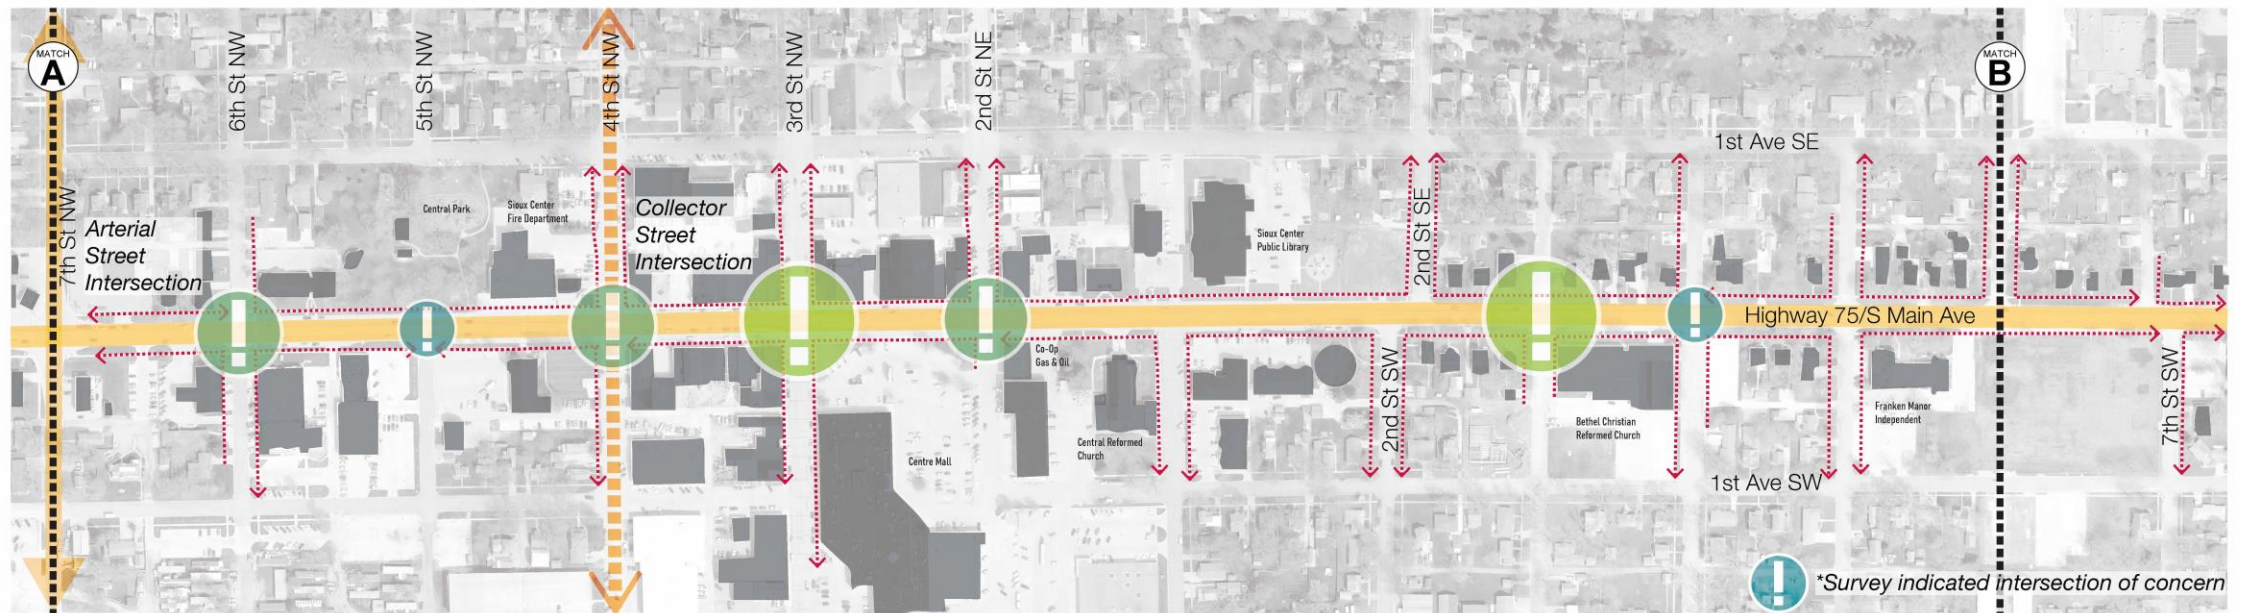 MATCH
A
6th St NW
5th St NW
4th St NW
3rd St NW
2nd St NE
MATCH
B
1st Ave SE
7th St NW
Arterial
Street
Intersection
Central Park
Sioux Center
Fire Department
Collector
Street
Intersection
Sioux Center
Public Library
2nd St SE
Highway 75/S Main Ave
Co-Op
Gas & Oil
Central Reformed
Church
Centre Mall
2nd St SW
Bethel Christian
Reformed Church
Franken Manor
Independent
7th St SW
1st Ave SW
*Survey indicated intersection of concern